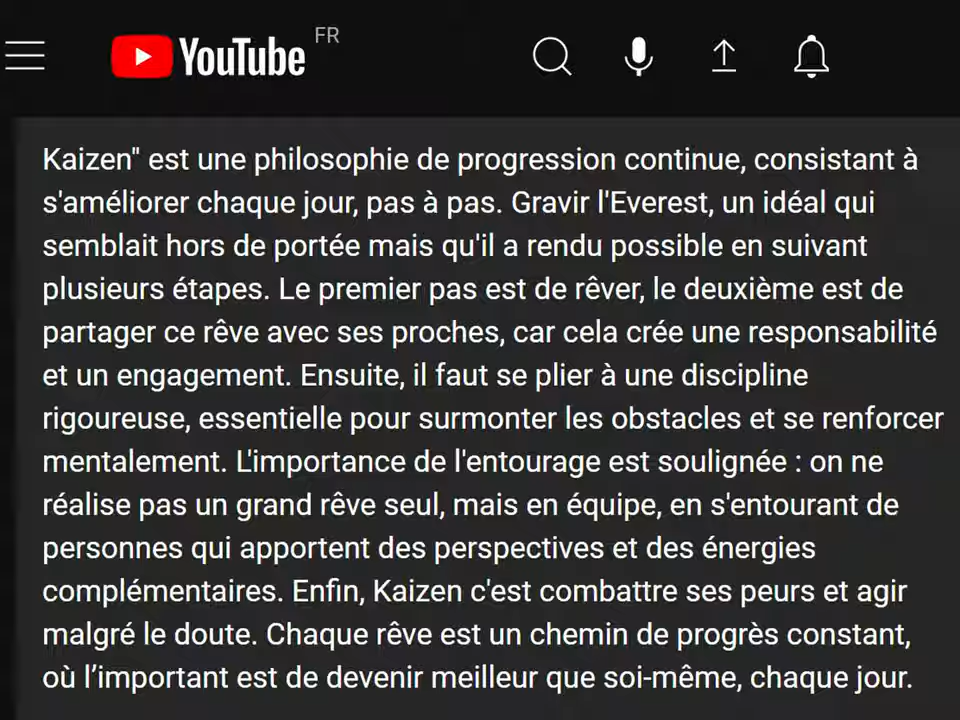 YouTube FR
Kaizen" est une philosophie de progression continue, consistant à
s'améliorer chaque jour, pas à pas. Gravir l'Everest, un idéal qui
semblait hors de portée mais qu'il a rendu possible en suivant
plusieurs étapes. Le premier pas est de rêver, le deuxième est de
partager ce rêve avec ses proches, car cela crée une responsabilité
et un engagement. Ensuite, il faut se plier à une discipline
rigoureuse, essentielle pour surmonter les obstacles et se renforcer
mentalement. L'importance de l'entourage est soulignée : on ne
réalise pas un grand rêve seul, mais en équipe, en s'entourant de
personnes qui apportent des perspectives et des énergies
complémentaires. Enfin, Kaizen c'est combattre ses peurs et agir
malgré le doute. Chaque rêve est un chemin de progrès constant,
où l’important est de devenir meilleur que soi-même, chaque jour.